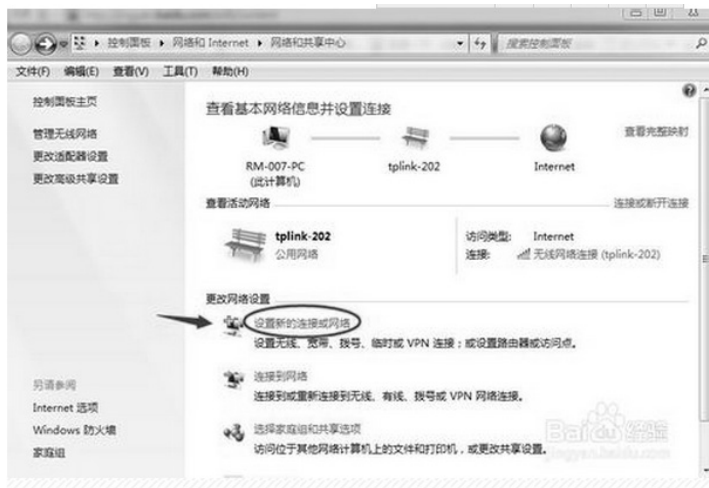 控制面板 ▸ 网络和 Internet ▸ 网络和共享中心
搜索控制面板
文件(F) 编辑(E) 查看(V) 工具(T) 帮助(H)
控制面板主页
管理无线网络
更改适配器设置
更改高级共享设置
查看基本网络信息并设置连接
查看完整映射
RM-007-PC
(此计算机)
tplink-202
Internet
查看活动网络
连接或断开连接
tplink-202
公用网络
访问类型: Internet
连接: 无线网络连接 (tplink-202)
更改网络设置
设置新的连接或网络
设置无线、宽带、拨号、临时或 VPN 连接；或设置路由器或访问点。
连接到网络
连接到或重新连接到无线、有线、拨号或 VPN 网络连接。
选择家庭组和共享选项
访问位于其他网络计算机上的文件和打印机，或更改共享设置。
另请参阅
Internet 选项
Windows 防火墙
家庭组
Baidu 经验
jingyan.baidu.com